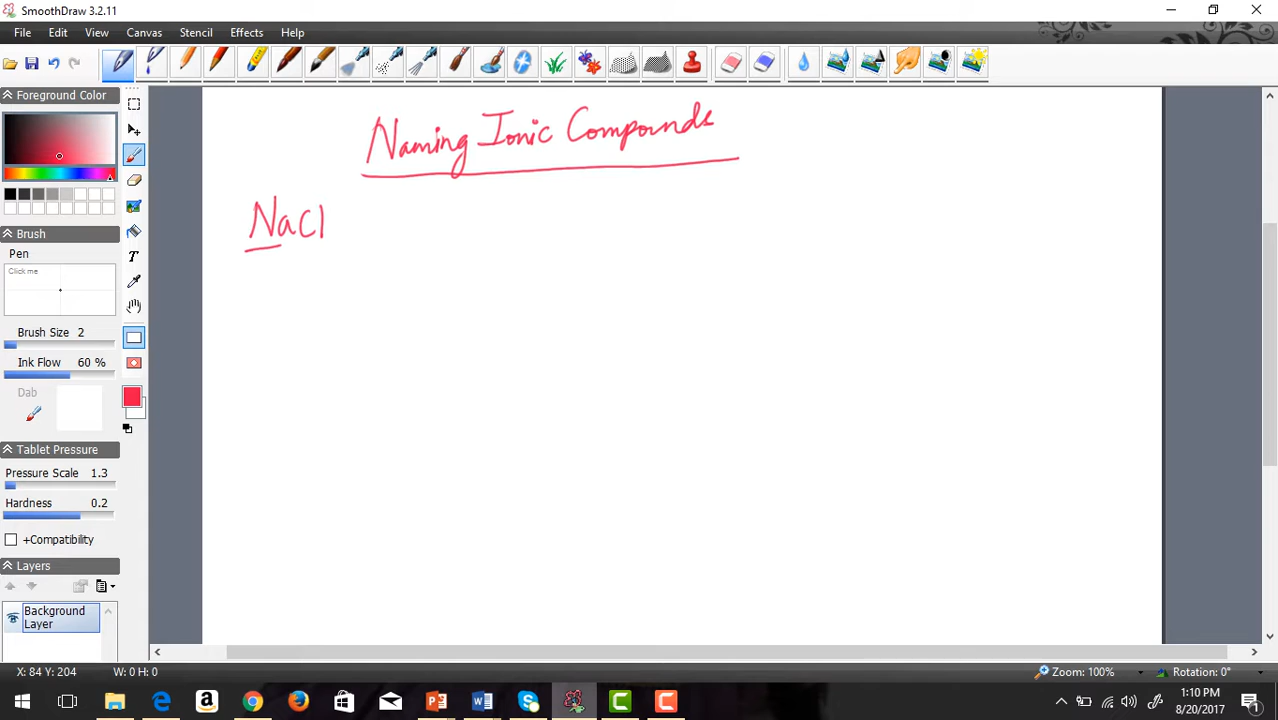 SmoothDraw 3.2.11
File Edit View Canvas Stencil Effects Help
Foreground Color
Brush
Pen
Click me
Brush Size 2
Ink Flow 60 %
Dab
Tablet Pressure
Pressure Scale 1.3
Hardness 0.2
+Compatibility
Layers
Background
Layer
Naming Ionic Compounds
NaCl
X: 84 Y: 204 W: 0 H: 0 Zoom: 100% Rotation: 0°
1:10 PM
8/20/2017